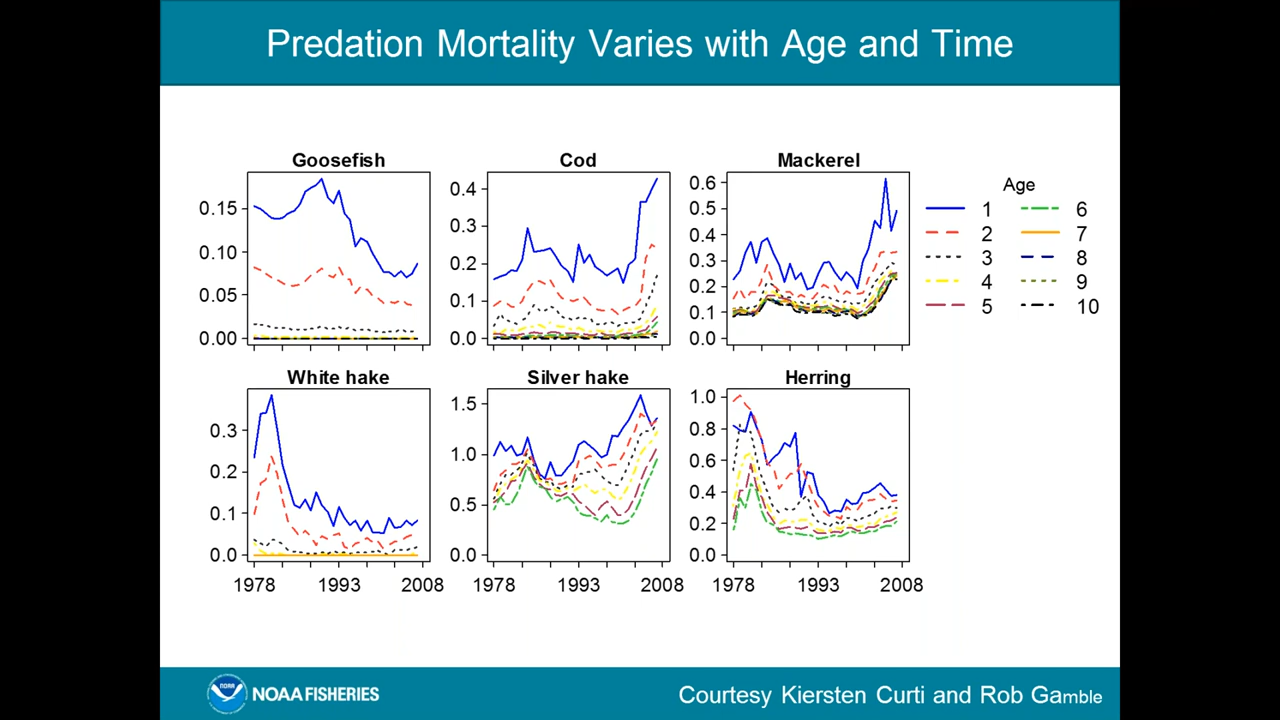 Predation Mortality Varies with Age and Time
Goosefish
0.15
0.10
0.05
0.00
Cod
0.4
0.3
0.2
0.1
0.0
Mackerel
0.6
0.5
0.4
0.3
0.2
0.1
0.0
Age
1 6
2 7
3 8
4 9
5 10
White hake
0.3
0.2
0.1
0.0
1978 1993 2008
Silver hake
1.5
1.0
0.5
0.0
1978 1993 2008
Herring
1.0
0.8
0.6
0.4
0.2
0.0
1978 1993 2008
NOAA
NOAA FISHERIES
Courtesy Kiersten Curti and Rob Gamble